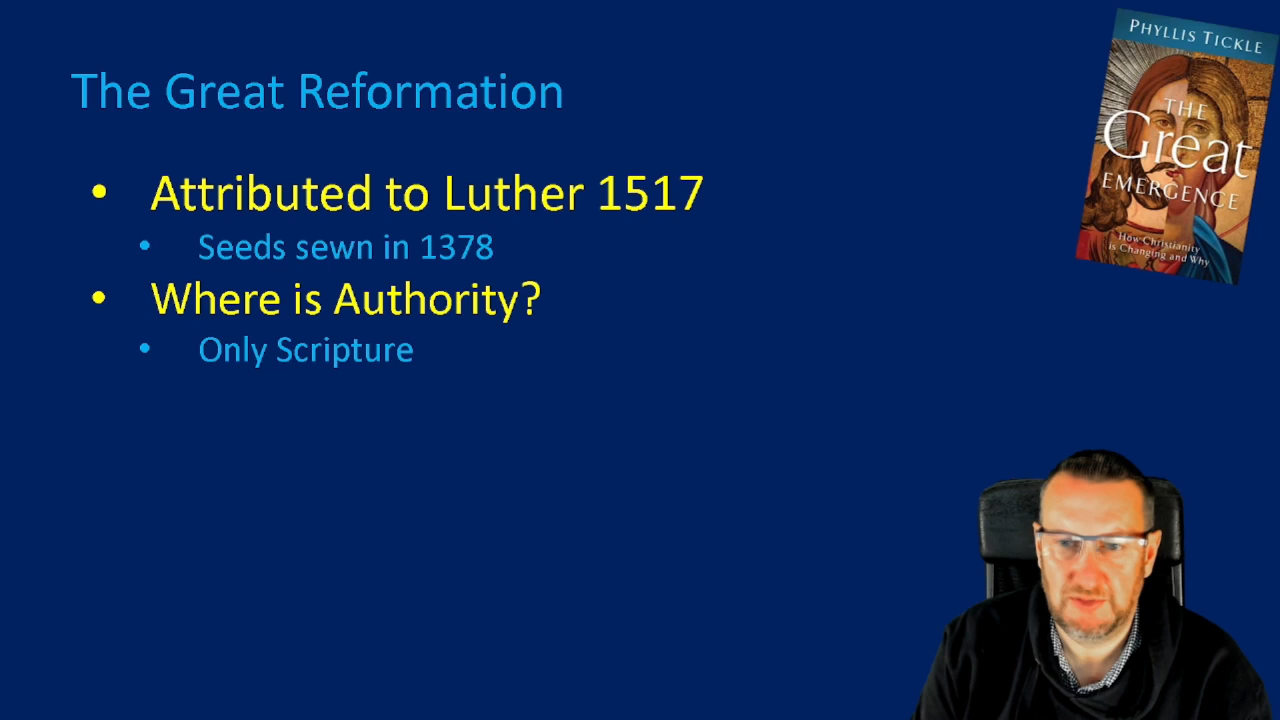 The Great Reformation
• Attributed to Luther 1517
• Seeds sewn in 1378
• Where is Authority?
• Only Scripture
PHYLLIS TICKLE
THE
Great
EMERGENCE
How Christianity
is Changing and Why